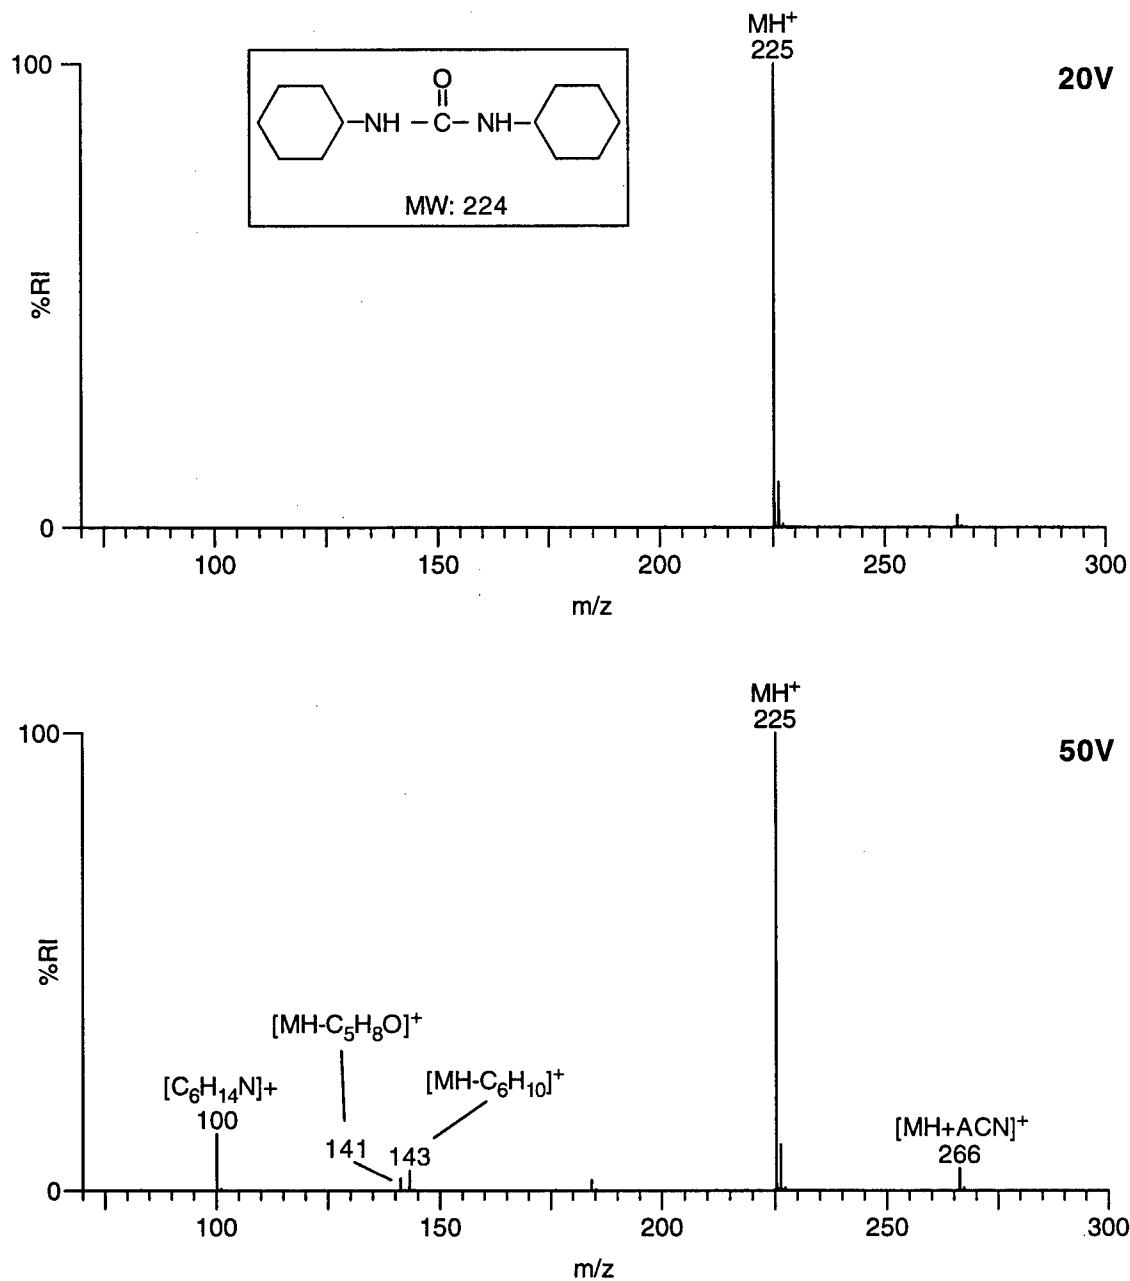 MH⁺
225
20V
100
O
NH – C – NH
MW: 224
%RI
0
100 150 200 250 300
m/z
MH⁺
225
50V
100
%RI
[MH-C₅H₈O]⁺
[C₆H₁₄N]+
100
[MH-C₆H₁₀]⁺
141
143
[MH+ACN]⁺
266
0
100 150 200 250 300
m/z